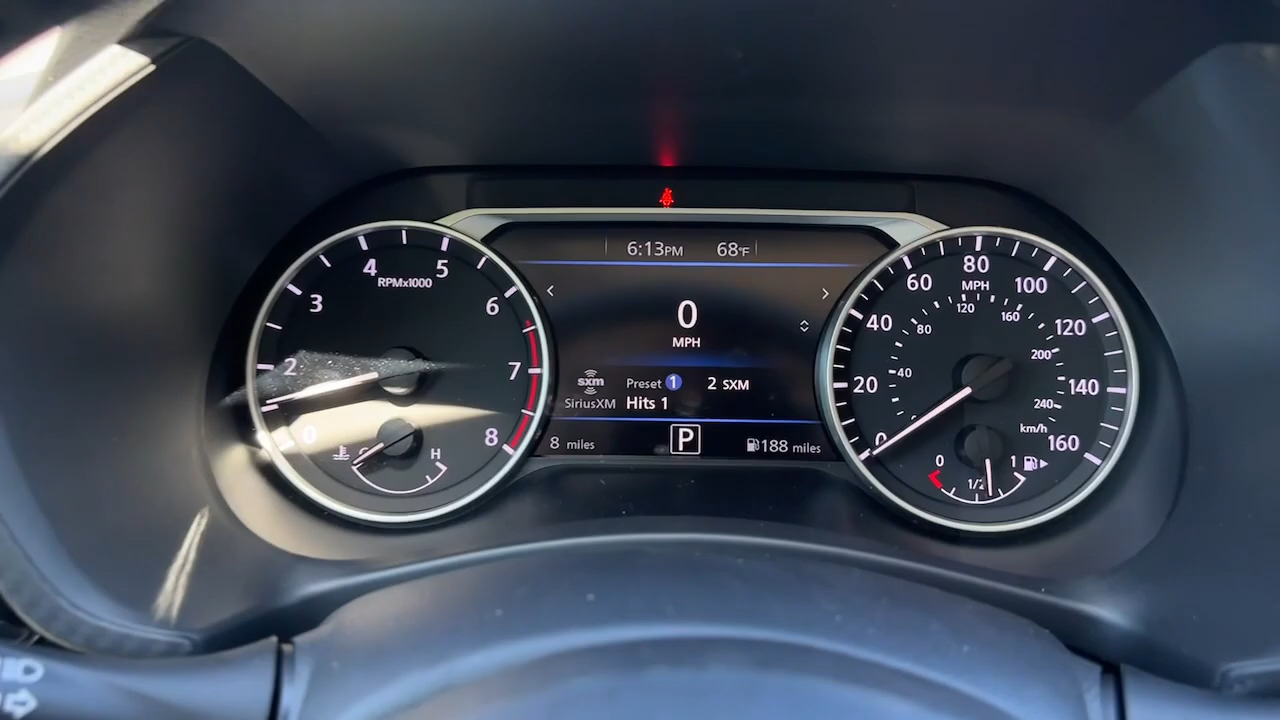 6:13PM 68°F
4 5
RPMx1000
3 6
2 7
0 8
H
0
MPH
sxm
SiriusXM
Preset 1 2 SXM
Hits 1
8 miles
P
188 miles
80
MPH
60 100
40 120
20 140
0 160
120 160
80 200
40 240
km/h
0 1/2 1